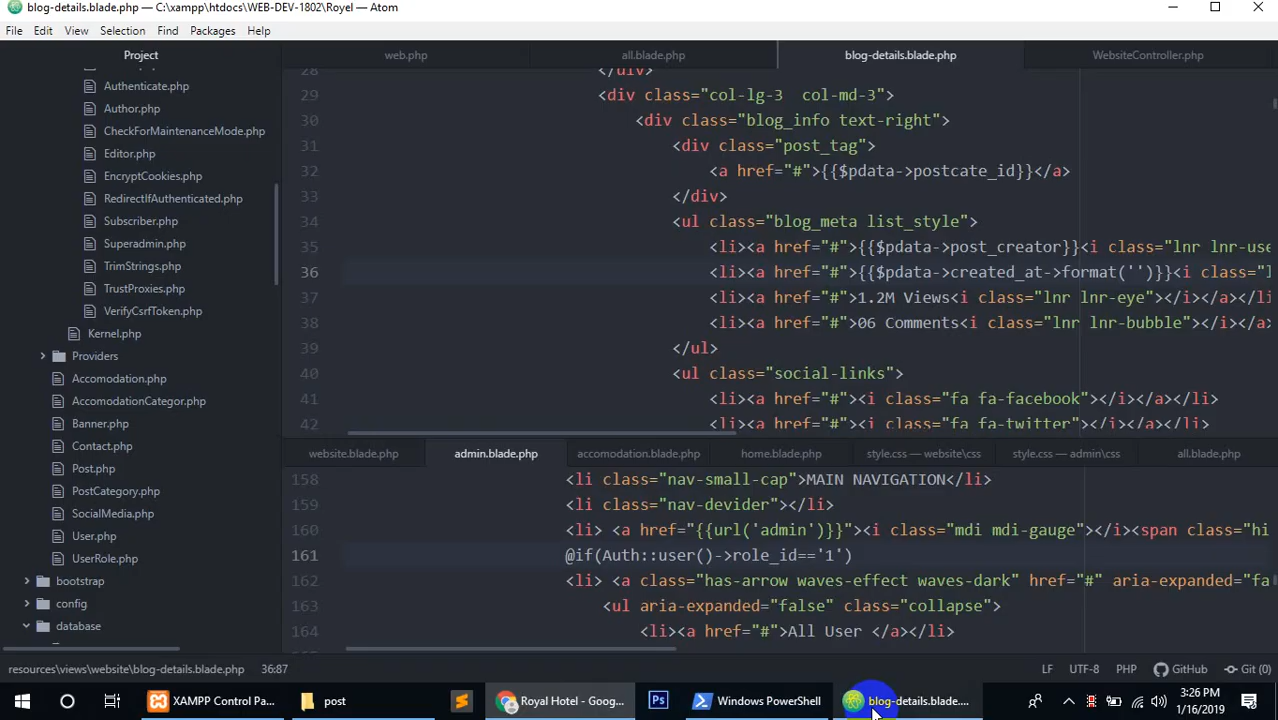 blog-details.blade.php — C:\xampp\htdocs\WEB-DEV-1802\Royel — Atom
File Edit View Selection Find Packages Help
Project
Authenticate.php
Author.php
CheckForMaintenanceMode.php
Editor.php
EncryptCookies.php
RedirectIfAuthenticated.php
Subscriber.php
Superadmin.php
TrimStrings.php
TrustProxies.php
VerifyCsrfToken.php
Kernel.php
Providers
Accomodation.php
AccomodationCategor.php
Banner.php
Contact.php
Post.php
PostCategory.php
SocialMedia.php
User.php
UserRole.php
bootstrap
config
database
web.php all.blade.php blog-details.blade.php WebsiteController.php
28 </div>
29 <div class="col-lg-3  col-md-3">
30 <div class="blog_info text-right">
31 <div class="post_tag">
32 <a href="#">{{$pdata->postcate_id}}</a>
33 </div>
34 <ul class="blog_meta list_style">
35 <li><a href="#">{{$pdata->post_creator}}<i class="lnr lnr-use
36 <li><a href="#">{{$pdata->created_at->format('')}}<i class="l
37 <li><a href="#">1.2M Views<i class="lnr lnr-eye"></i></a></li
38 <li><a href="#">06 Comments<i class="lnr lnr-bubble"></i></a>
39 </ul>
40 <ul class="social-links">
41 <li><a href="#"><i class="fa fa-facebook"></i></a></li>
42 <li><a href="#"><i class="fa fa-twitter"></i></a></li>
website.blade.php admin.blade.php accomodation.blade.php home.blade.php style.css — website\css style.css — admin\css all.blade.php
158 <li class="nav-small-cap">MAIN NAVIGATION</li>
159 <li class="nav-devider"></li>
160 <li> <a href="{{url('admin')}}"><i class="mdi mdi-gauge"></i><span class="hi
161 @if(Auth::user()->role_id=='1')
162 <li> <a class="has-arrow waves-effect waves-dark" href="#" aria-expanded="fa
163 <ul aria-expanded="false" class="collapse">
164 <li><a href="#">All User </a></li>
resources\views\website\blog-details.blade.php 36:87 LF UTF-8 PHP GitHub Git (0)
XAMPP Control Pa... post Royal Hotel - Goog... Ps Windows PowerShell blog-details.blade.... 3:26 PM
1/16/2019